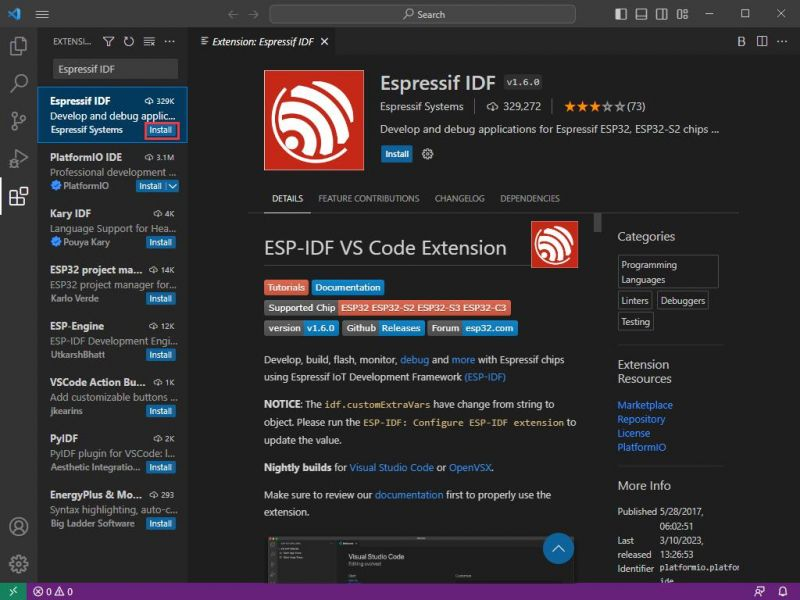 Search
EXTENSI...
Espressif IDF
Espressif IDF 329K
Develop and debug applic...
Espressif Systems Install
PlatformIO IDE 3.1M
Professional development ...
PlatformIO Install
Kary IDF 4K
Language Support for Hea...
Pouya Kary Install
ESP32 project ma... 14K
ESP32 project manager for...
Karlo Verde Install
ESP-Engine 12K
ESP-IDF Development Engi...
UtkarshBhatt Install
VSCode Action Bu... 1K
Add customizable buttons ...
jkearins Install
PyIDF 2K
PyIDF plugin for VSCode: l...
Aesthetic Integratio... Install
EnergyPlus & Mo... 293
Syntax highlighting, auto-c...
Big Ladder Software Install
Extension: Espressif IDF
B
Espressif IDF v1.6.0
Espressif Systems 329,272 (73)
Develop and debug applications for Espressif ESP32, ESP32-S2 chips ...
Install
DETAILS FEATURE CONTRIBUTIONS CHANGELOG DEPENDENCIES
ESP-IDF VS Code Extension
Tutorials Documentation
Supported Chip ESP32 ESP32-S2 ESP32-S3 ESP32-C3
version v1.6.0 Github Releases Forum esp32.com
Develop, build, flash, monitor, debug and more with Espressif chips
using Espressif IoT Development Framework (ESP-IDF)
NOTICE: The idf.customExtraVars have change from string to
object. Please run the ESP-IDF: Configure ESP-IDF extension to
update the value.
Nightly builds for Visual Studio Code or OpenVSX.
Make sure to review our documentation first to properly use the
extension.
Visual Studio Code
Editing evolved
Categories
Programming
Languages
Linters Debuggers
Testing
Extension
Resources
Marketplace
Repository
License
PlatformIO
More Info
Published 5/28/2017,
06:02:51
Last 3/10/2023,
released 13:26:53
Identifier platformio.platfor
ide
0 0